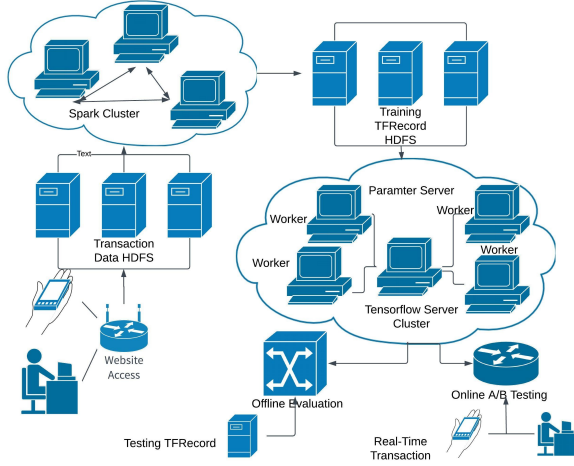 Spark Cluster
Training
TFRecord
HDFS
Text
Transaction
Data HDFS
Paramter Server
Worker
Worker
Worker
Worker
Tensorflow Server
Cluster
Website
Access
Offline Evaluation
Online A/B Testing
Testing TFRecord
Real-Time
Transaction